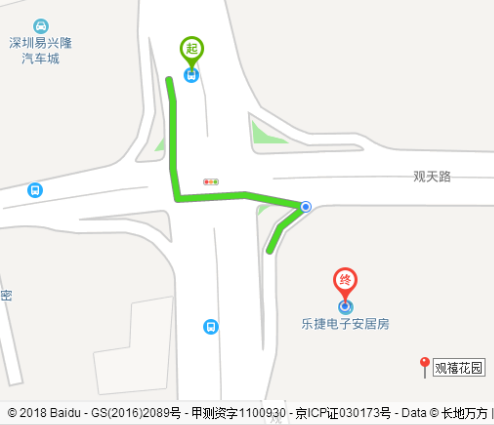 起
深圳易兴隆
汽车城
观天路
密
终
乐捷电子安居房
观禧花园
© 2018 Baidu - GS(2016)2089号 - 甲测资字1100930 - 京ICP证030173号 - Data © 长地万方 |